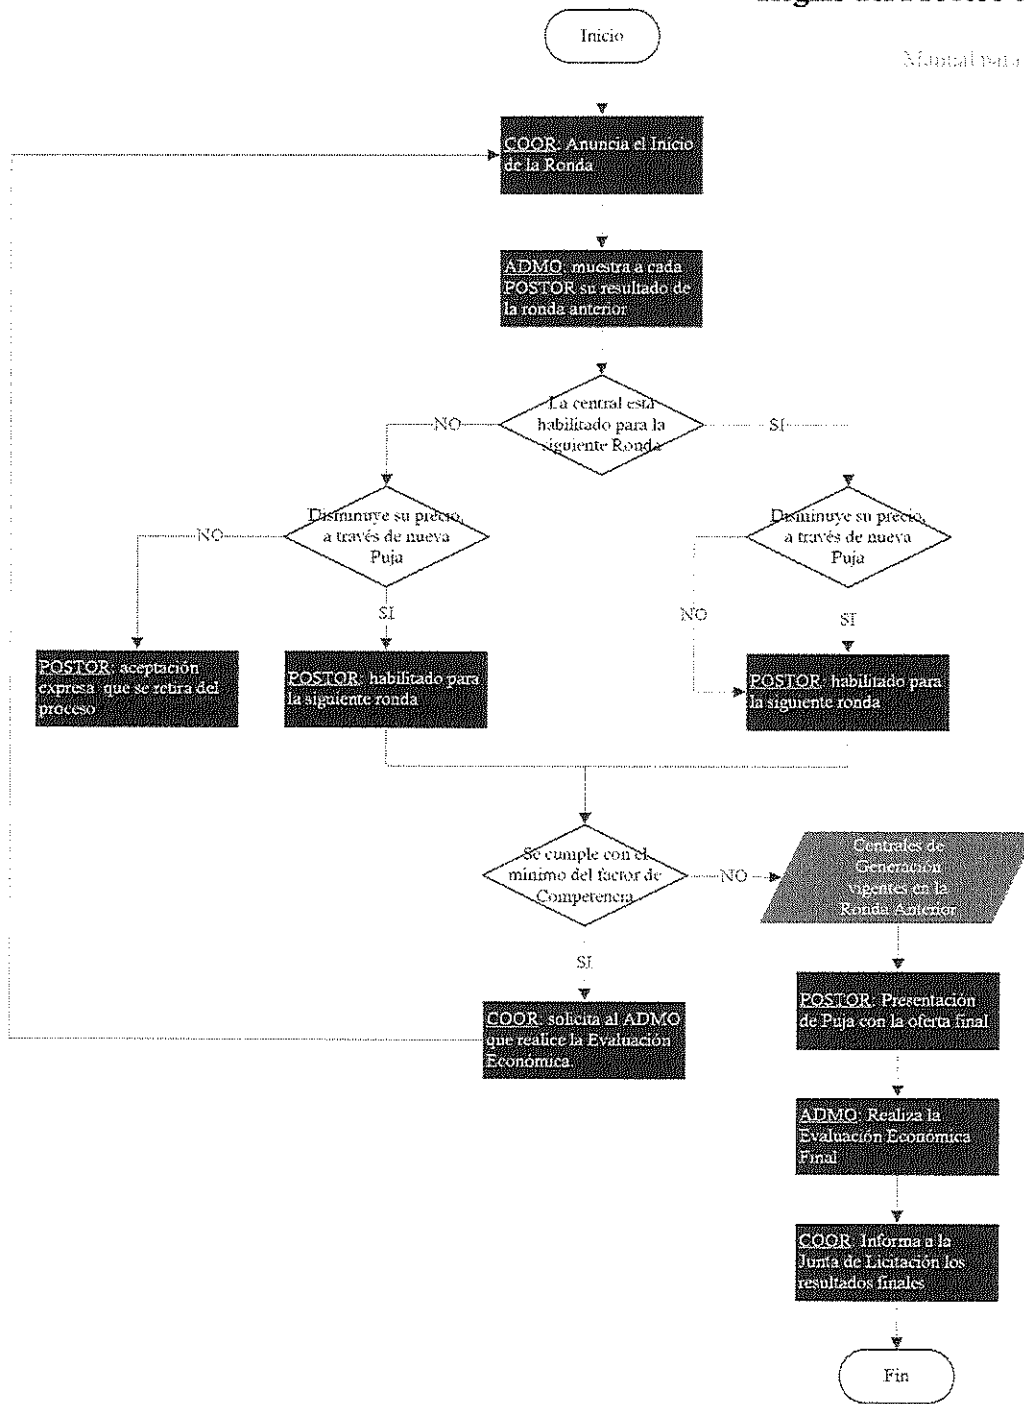 Inicio
COOR: Anuncia el Inicio
de la Ronda
ADMO: muestra a cada
POSTOR su resultado de
la ronda anterior
La central está
habilitado para la
siguiente Ronda
NO
SI
Disminuye su precio,
a través de nueva
Puja
Disminuye su precio,
a través de nueva
Puja
NO
SI
NO
SI
POSTOR: aceptación
expresa que se retira del
proceso
POSTOR: habilitado para
la siguiente ronda
POSTOR: habilitado para
la siguiente ronda
Se cumple con el
mínimo del factor de
Competencia
NO
Centrales de
Generación
vigentes en la
Ronda Anterior
SI
COOR: solicita al ADMO
que realice la Evaluación
Económica.
POSTOR: Presentación
de Puja con la oferta final
ADMO: Realiza la
Evaluación Económica
Final
COOR: Informa a la
Junta de Licitación los
resultados finales
Fin